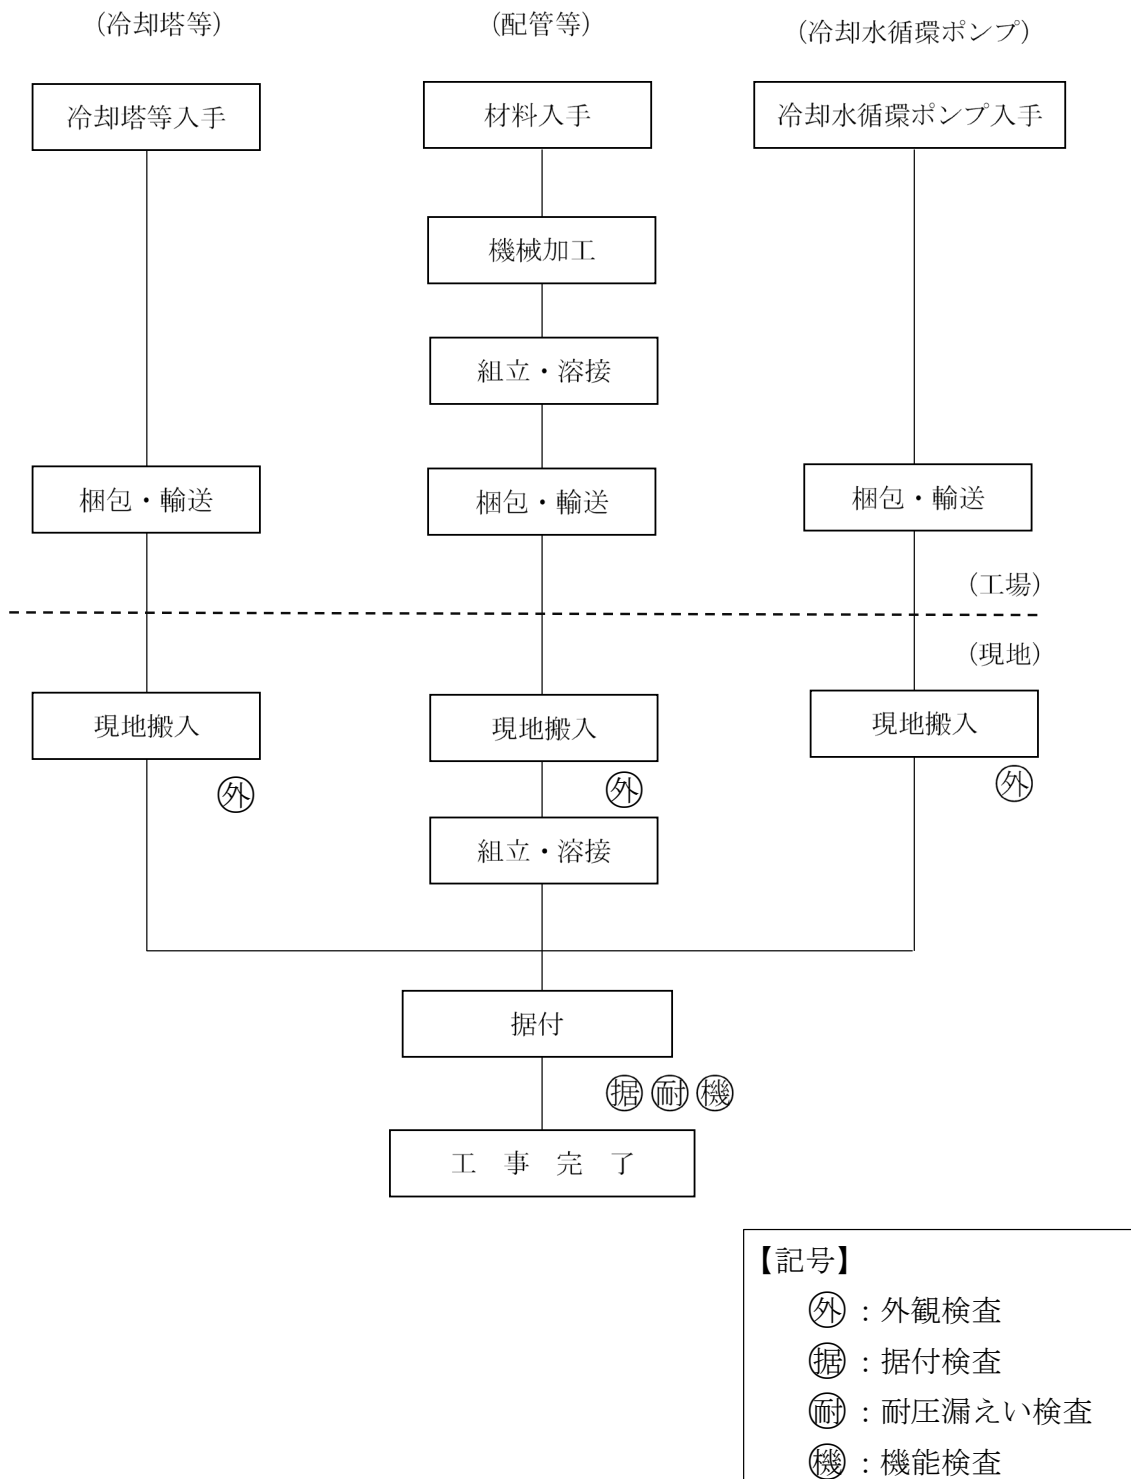 (冷却塔等)
(配管等)
(冷却水循環ポンプ)
冷却塔等入手
材料入手
冷却水循環ポンプ入手
機械加工
組立・溶接
梱包・輸送
梱包・輸送
梱包・輸送
(工場)
(現地)
現地搬入
現地搬入
現地搬入
外
外
外
組立・溶接
据付
据 耐 機
工 事 完 了
【記号】
外：外観検査
据：据付検査
耐：耐圧漏えい検査
機：機能検査